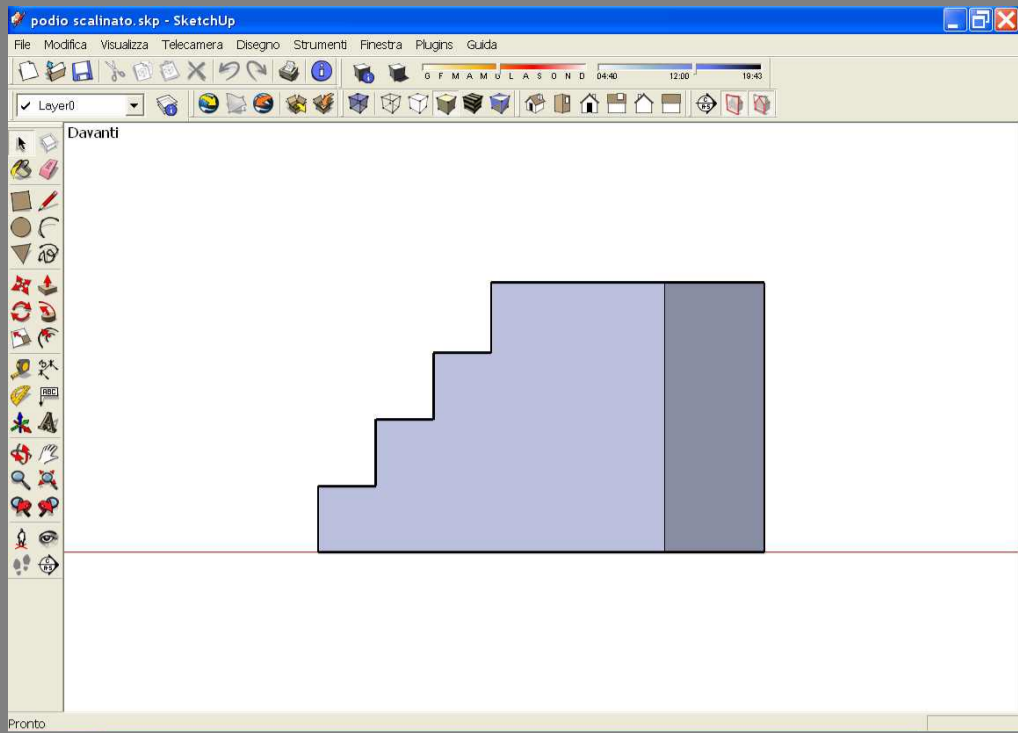 podio scalinato.skp - SketchUp
File Modifica Visualizza Telecamera Disegno Strumenti Finestra Plugins Guida
G F M A M L A S O N D 04:40 12:00 19:43
Layer0
Davanti
ABC
Pronto